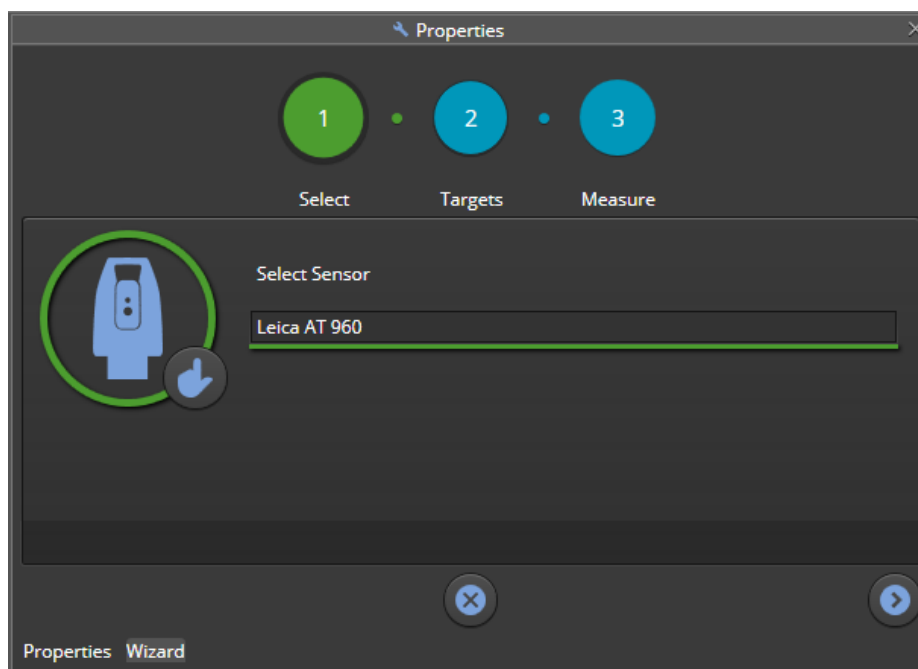 Properties
1 2 3
Select Targets Measure
Select Sensor
Leica AT 960
Properties Wizard